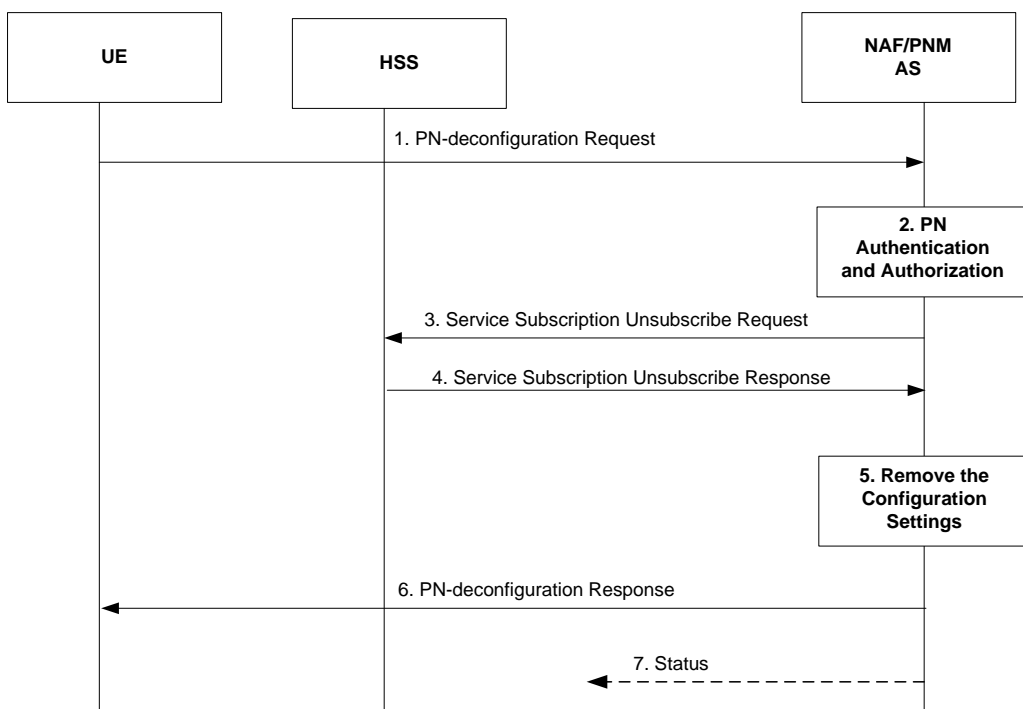 UE
HSS
NAF/PNM
AS
1. PN-deconfiguration Request
2. PN
Authentication
and Authorization
3. Service Subscription Unsubscribe Request
4. Service Subscription Unsubscribe Response
5. Remove the
Configuration
Settings
6. PN-deconfiguration Response
7. Status